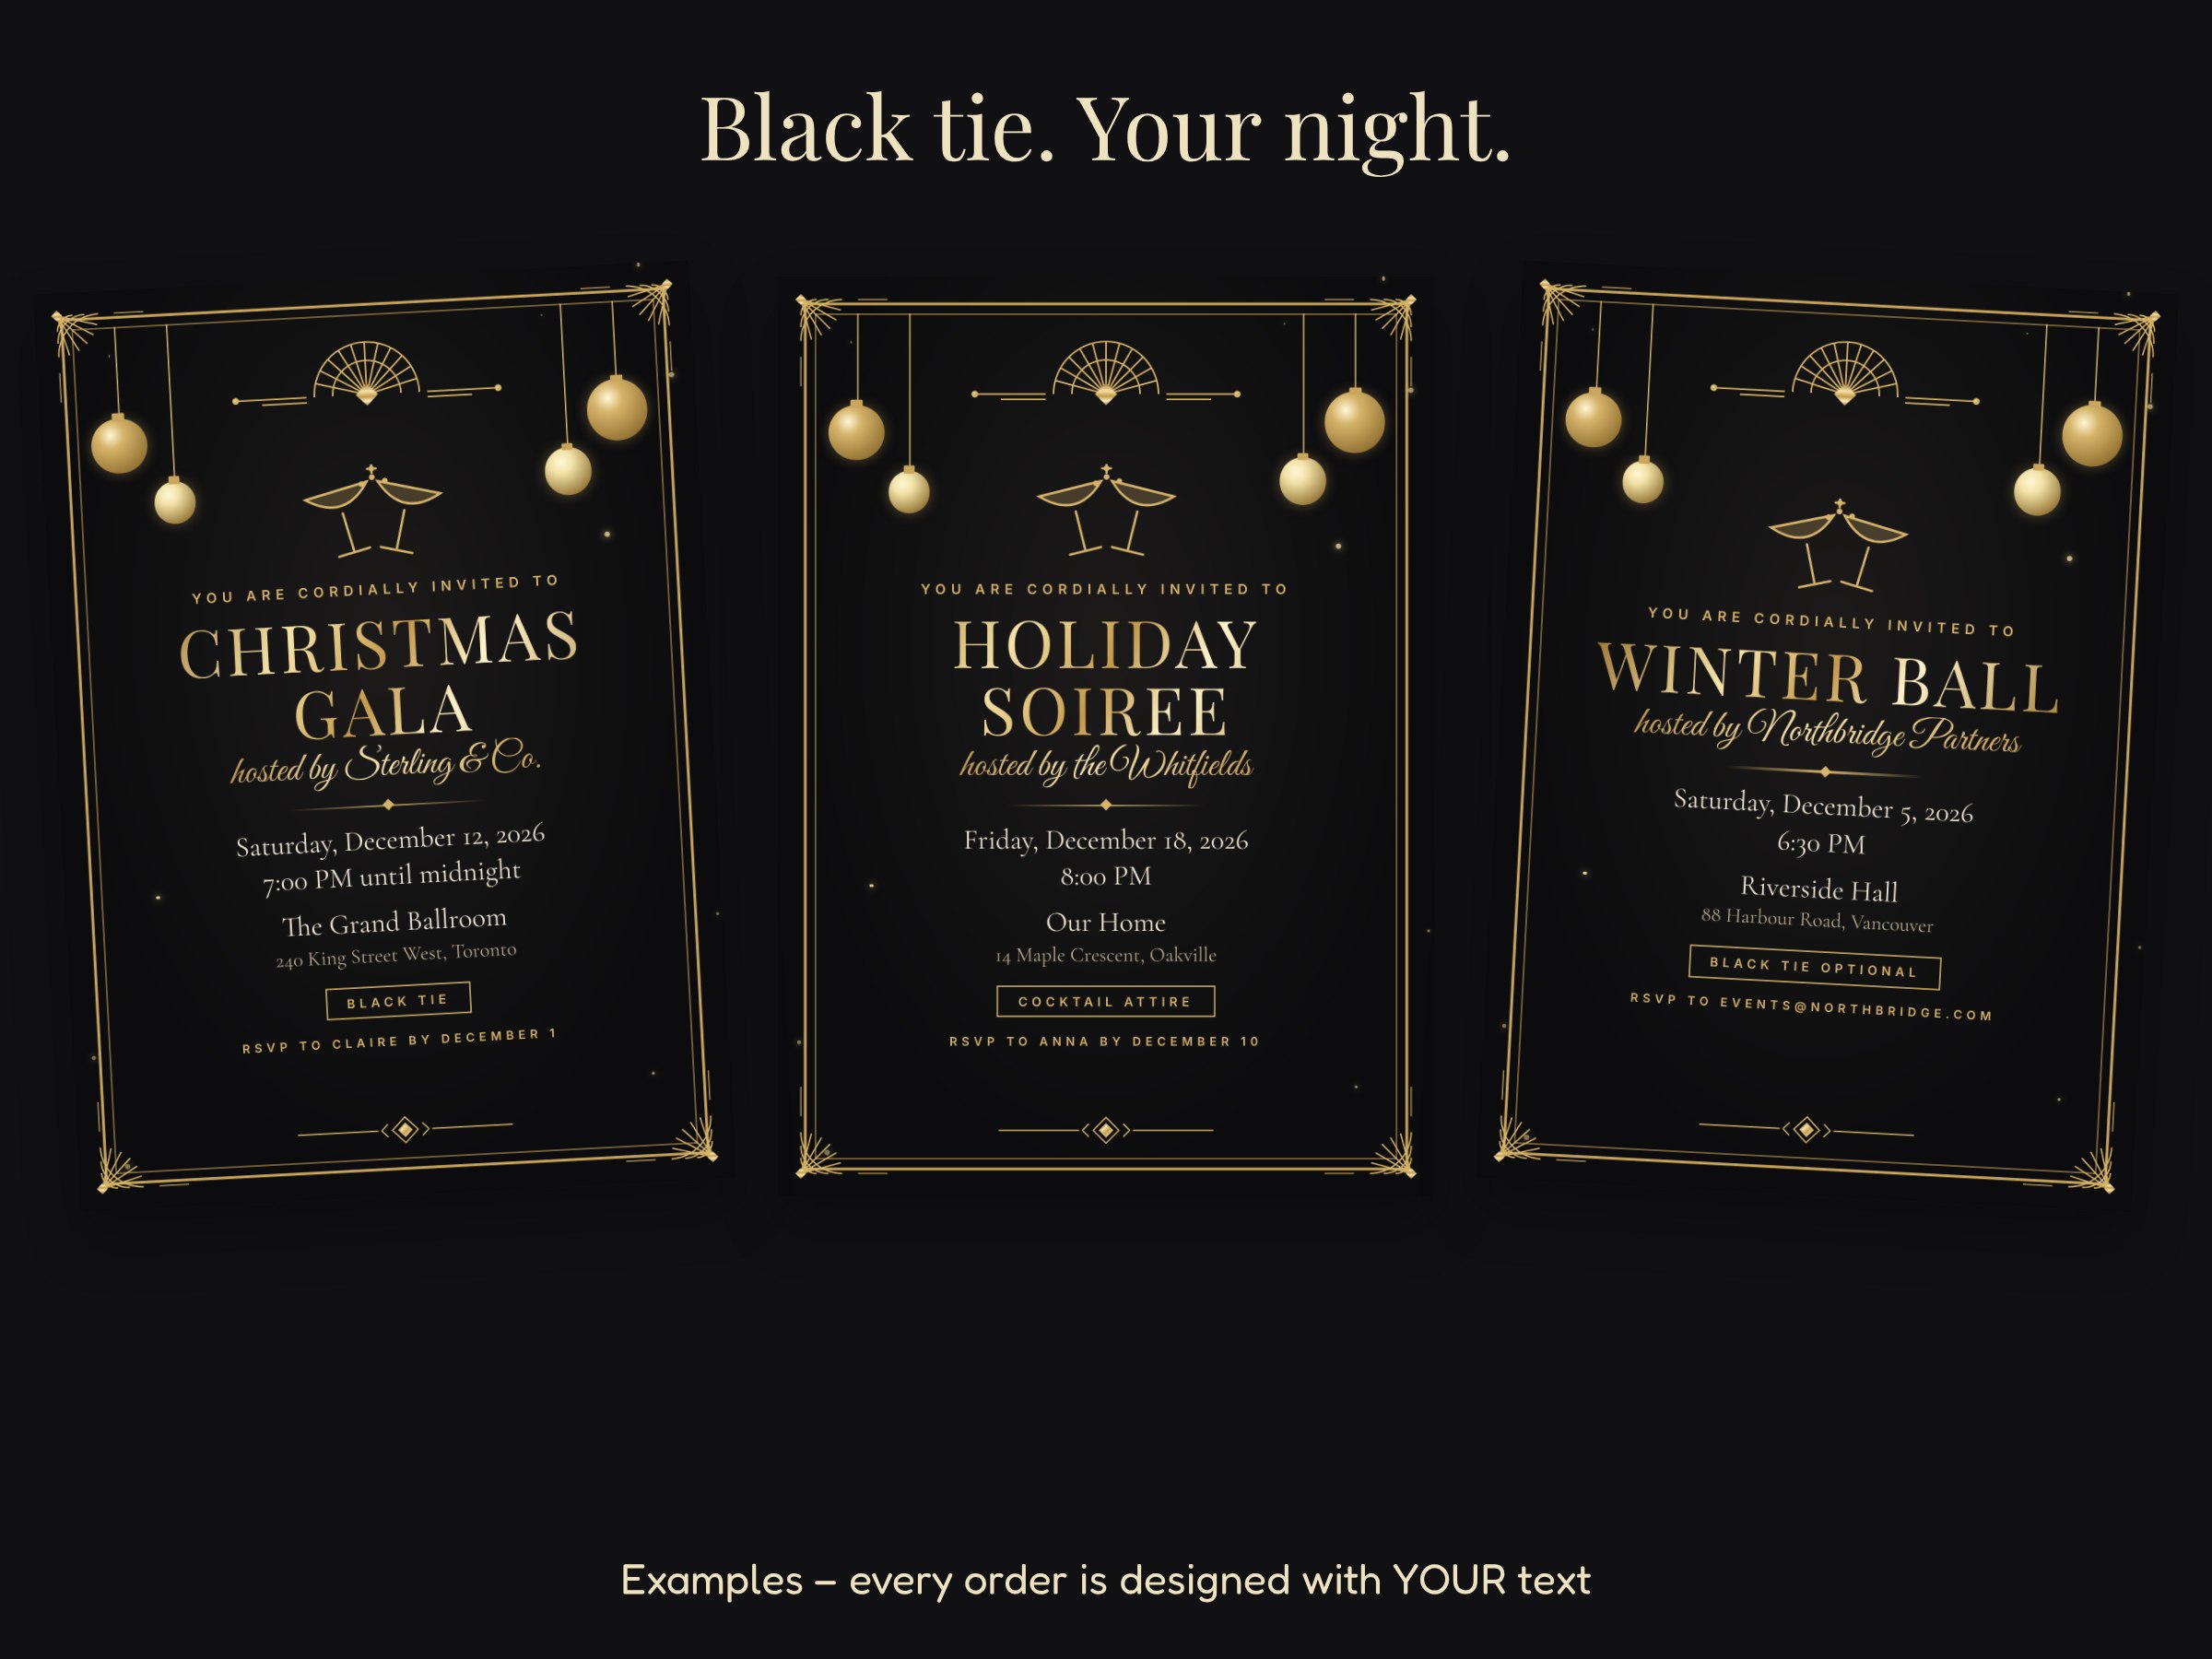 Black tie. Your night.
YOU ARE CORDIALLY INVITED TO
CHRISTMAS
GALA
hosted by Sterling & Co.
Saturday, December 12, 2026
7:00 PM until midnight
The Grand Ballroom
240 King Street West, Toronto
BLACK TIE
RSVP TO CLAIRE BY DECEMBER 1
YOU ARE CORDIALLY INVITED TO
HOLIDAY
SOIREE
hosted by the Whitfields
Friday, December 18, 2026
8:00 PM
Our Home
14 Maple Crescent, Oakville
COCKTAIL ATTIRE
RSVP TO ANNA BY DECEMBER 10
YOU ARE CORDIALLY INVITED TO
WINTER BALL
hosted by Northbridge Partners
Saturday, December 5, 2026
6:30 PM
Riverside Hall
88 Harbour Road, Vancouver
BLACK TIE OPTIONAL
RSVP TO EVENTS@NORTHBRIDGE.COM
Examples – every order is designed with YOUR text